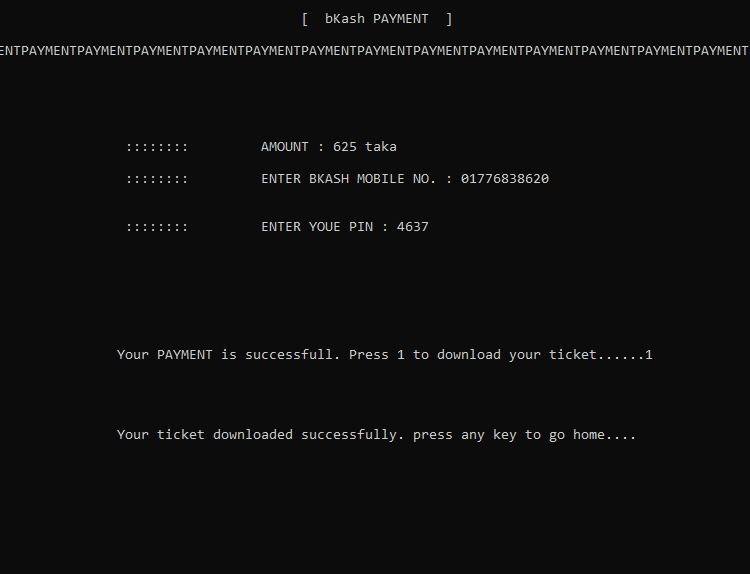 [  bKash PAYMENT  ]
ENTPAYMENTPAYMENTPAYMENTPAYMENTPAYMENTPAYMENTPAYMENTPAYMENTPAYMENTPAYMENTPAYMENTPAYMENTPAYMENT
:::::::: AMOUNT : 625 taka
:::::::: ENTER BKASH MOBILE NO. : 01776838620
:::::::: ENTER YOUE PIN : 4637
Your PAYMENT is successfull. Press 1 to download your ticket......1
Your ticket downloaded successfully. press any key to go home....